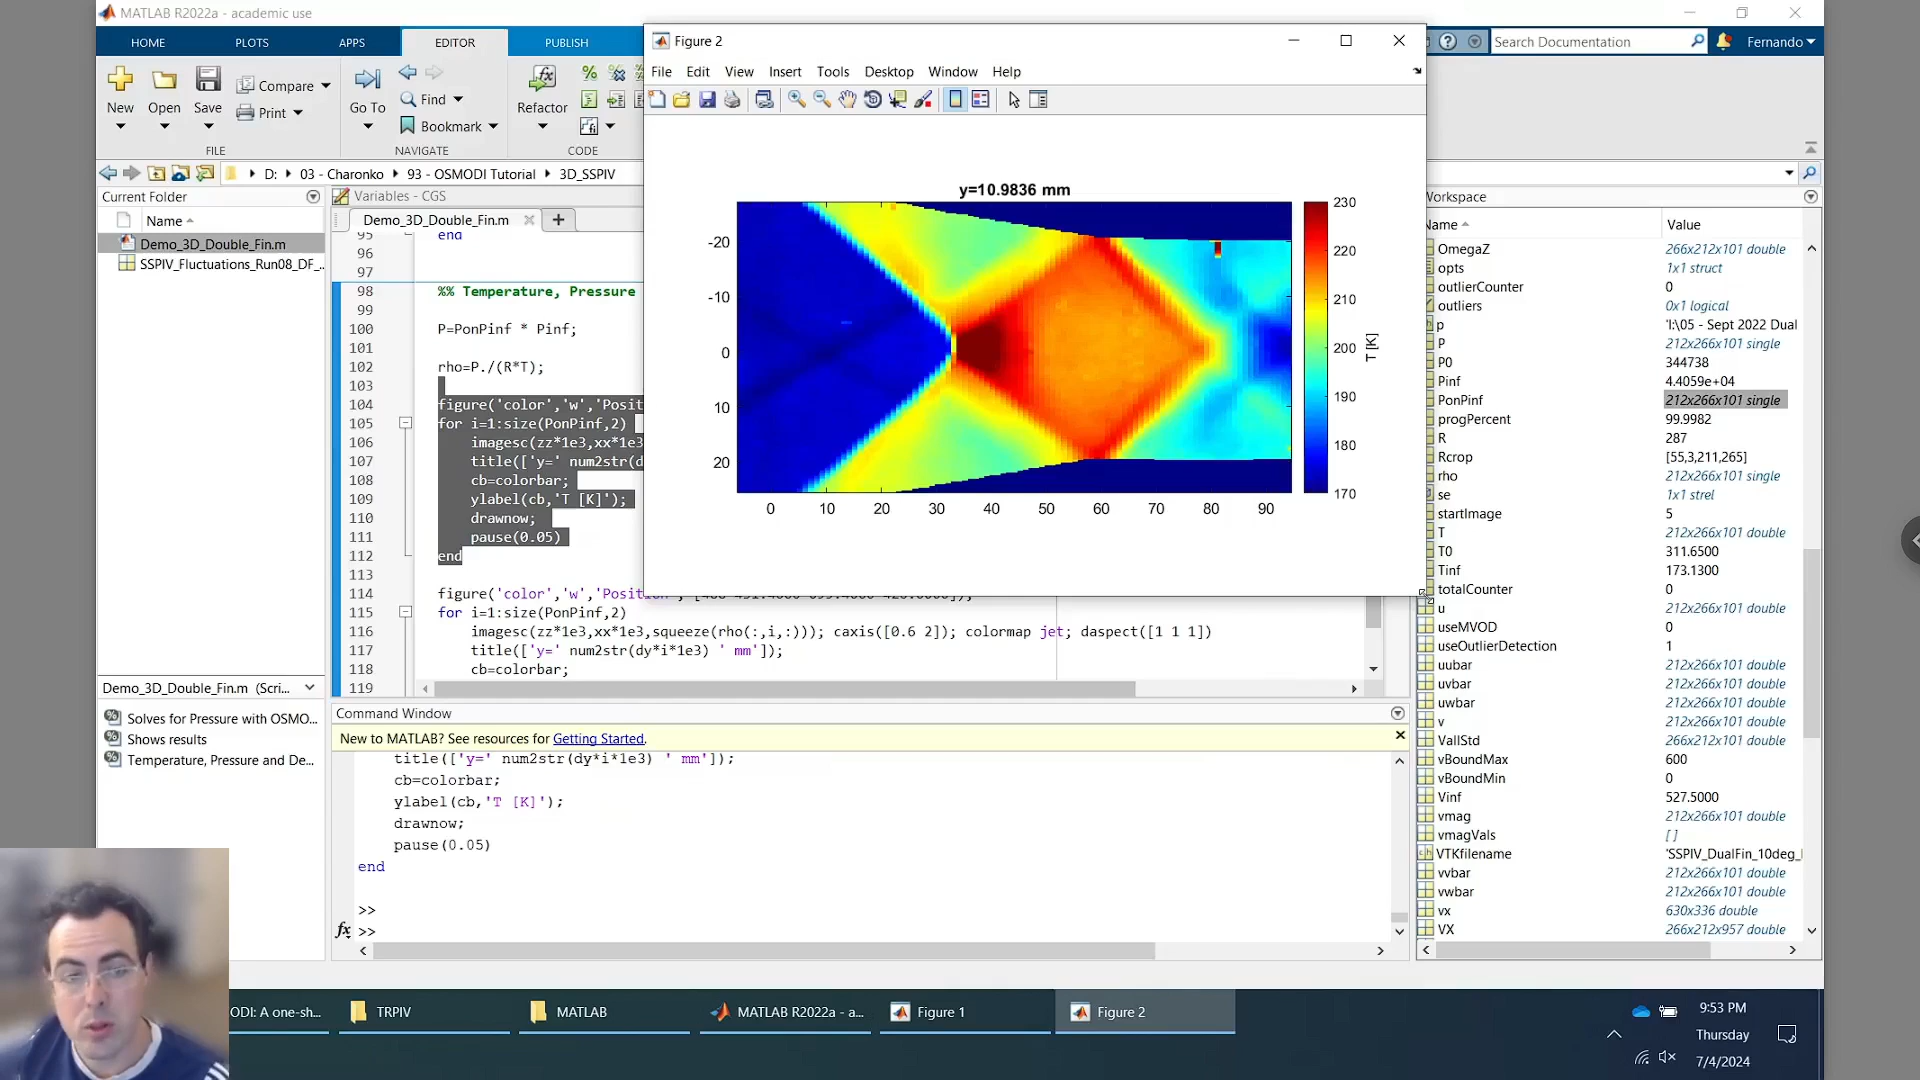 MATLAB R2022a - academic use
HOME
PLOTS
APPS
EDITOR
PUBLISH
Search Documentation
Fernando
New
Open
Save
Compare
Print
Go To
Find
Bookmark
Refactor
FILE
NAVIGATE
CODE
D:
03 - Charonko
93 - OSMODI Tutorial
3D_SSPIV
Current Folder
Name
Demo_3D_Double_Fin.m
SSPIV_Fluctuations_Run08_DF_...
Demo_3D_Double_Fin.m (Scri...
Solves for Pressure with OSMO...
Shows results
Temperature, Pressure and De...
Variables - CGS
Demo_3D_Double_Fin.m
95 end
96
97
98 %% Temperature, Pressure
99
100 P=PonPinf * Pinf;
101
102 rho=P./(R*T);
103
104 figure('color','w','Posit
105 for i=1:size(PonPinf,2)
106 imagesc(zz*1e3,xx*1e3
107 title(['y=' num2str(d
108 cb=colorbar;
109 ylabel(cb,'T [K]');
110 drawnow;
111 pause(0.05)
112 end
113
114 figure('color','w','Position'
115 for i=1:size(PonPinf,2)
116 imagesc(zz*1e3,xx*1e3,squeeze(rho(:,i,:))); caxis([0.6 2]); colormap jet; daspect([1 1 1])
117 title(['y=' num2str(dy*i*1e3) ' mm']);
118 cb=colorbar;
119
Command Window
New to MATLAB? See resources for Getting Started.
title(['y=' num2str(dy*i*1e3) ' mm']);
cb=colorbar;
ylabel(cb,'T [K]');
drawnow;
pause(0.05)
end
>>
fx >>
Figure 2
File
Edit
View
Insert
Tools
Desktop
Window
Help
y=10.9836 mm
-20
-10
0
10
20
0 10 20 30 40 50 60 70 80 90
230
220
210
200
190
180
170
T [K]
Workspace
Name
Value
OmegaZ 266x212x101 double
opts 1x1 struct
outlierCounter 0
outliers 0x1 logical
p 'I:\05 - Sept 2022 Dual
P 212x266x101 single
P0 344738
Pinf 4.4059e+04
PonPinf 212x266x101 single
progPercent 99.9982
R 287
Rcrop [55,3,211,265]
rho 212x266x101 single
se 1x1 strel
startImage 5
T 212x266x101 double
T0 311.6500
Tinf 173.1300
totalCounter 0
u 212x266x101 double
useMVOD 0
useOutlierDetection 1
uubar 212x266x101 double
uvbar 212x266x101 double
uwbar 212x266x101 double
v 212x266x101 double
VallStd 266x212x101 double
vBoundMax 600
vBoundMin 0
Vinf 527.5000
vmag 212x266x101 double
vmagVals []
VTKfilename 'SSPIV_DualFin_10deg_
vvbar 212x266x101 double
vwbar 212x266x101 double
vx 630x336 double
VX 266x212x957 double
ODI: A one-sh...
TRPIV
MATLAB
MATLAB R2022a - a...
Figure 1
Figure 2
9:53 PM
Thursday
7/4/2024